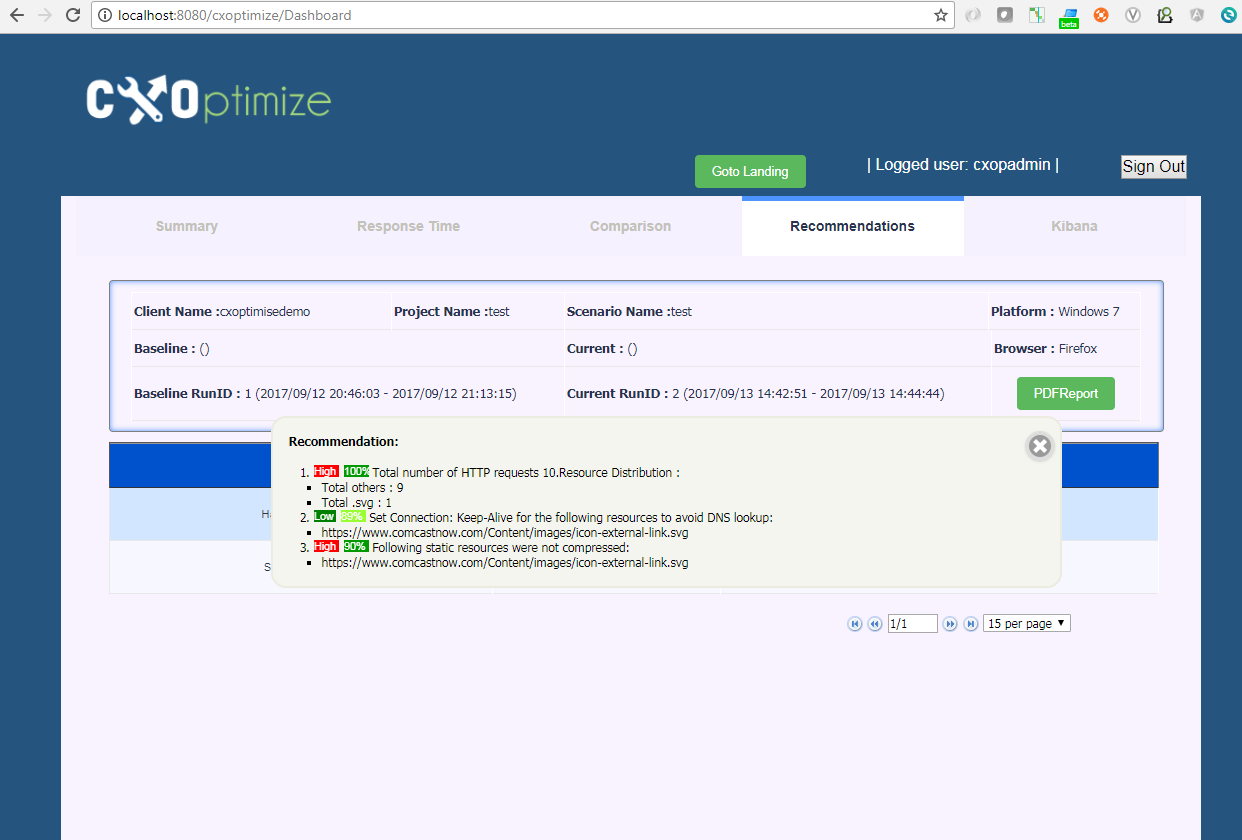 localhost:8080/cxoptimize/Dashboard
beta
CXOptimize
Goto Landing
| Logged user: cxopadmin |
Sign Out
Summary
Response Time
Comparison
Recommendations
Kibana
Client Name :cxoptimisedemo
Project Name :test
Scenario Name :test
Platform : Windows 7
Baseline : ()
Current : ()
Browser : Firefox
Baseline RunID : 1 (2017/09/12 20:46:03 - 2017/09/12 21:13:15)
Current RunID : 2 (2017/09/13 14:42:51 - 2017/09/13 14:44:44)
PDFReport
Recommendation:
1. High 100% Total number of HTTP requests 10.Resource Distribution :
Total others : 9
Total .svg : 1
2. Low 89% Set Connection: Keep-Alive for the following resources to avoid DNS lookup:
https://www.comcastnow.com/Content/images/icon-external-link.svg
3. High 90% Following static resources were not compressed:
https://www.comcastnow.com/Content/images/icon-external-link.svg
1/1
15 per page